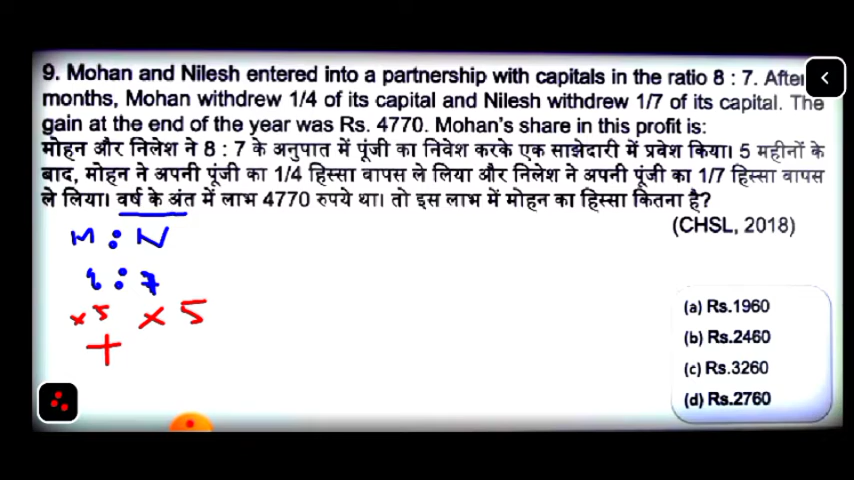 9. Mohan and Nilesh entered into a partnership with capitals in the ratio 8 : 7. After
months, Mohan withdrew 1/4 of its capital and Nilesh withdrew 1/7 of its capital. The
gain at the end of the year was Rs. 4770. Mohan's share in this profit is:
मोहन और निलेश ने 8 : 7 के अनुपात में पूंजी का निवेश करके एक साझेदारी में प्रवेश किया। 5 महीनों के
बाद, मोहन ने अपनी पूंजी का 1/4 हिस्सा वापस ले लिया और निलेश ने अपनी पूंजी का 1/7 हिस्सा वापस
ले लिया। वर्ष के अंत में लाभ 4770 रुपये था। तो इस लाभ में मोहन का हिस्सा कितना है?
(CHSL, 2018)
M : N
8 : 7
×5 ×5
+
(a) Rs.1960
(b) Rs.2460
(c) Rs.3260
(d) Rs.2760